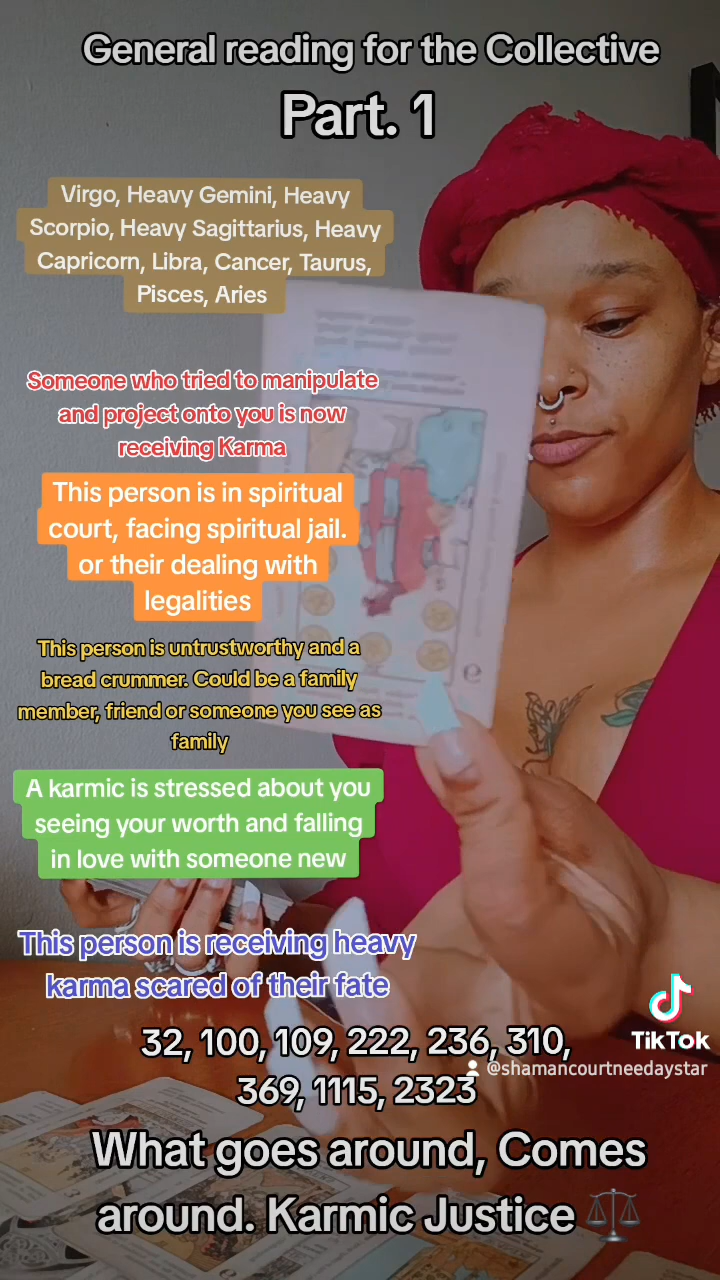 General reading for the Collective
Part. 1
Virgo, Heavy Gemini, Heavy
Scorpio, Heavy Sagittarius, Heavy
Capricorn, Libra, Cancer, Taurus,
Pisces, Aries
Someone who tried to manipulate
and project onto you is now
receiving Karma
This person is in spiritual
court, facing spiritual jail.
or their dealing with
legalities
This person is untrustworthy and a
bread crummer. Could be a family
member, friend or someone you see as
family
A karmic is stressed about you
seeing your worth and falling
in love with someone new
This person is receiving heavy
karma scared of their fate
32, 100, 109, 222, 236, 310,
369, 1115, 2323
TikTok
@shamancourtneedaystar
What goes around, Comes
around. Karmic Justice ⚖️